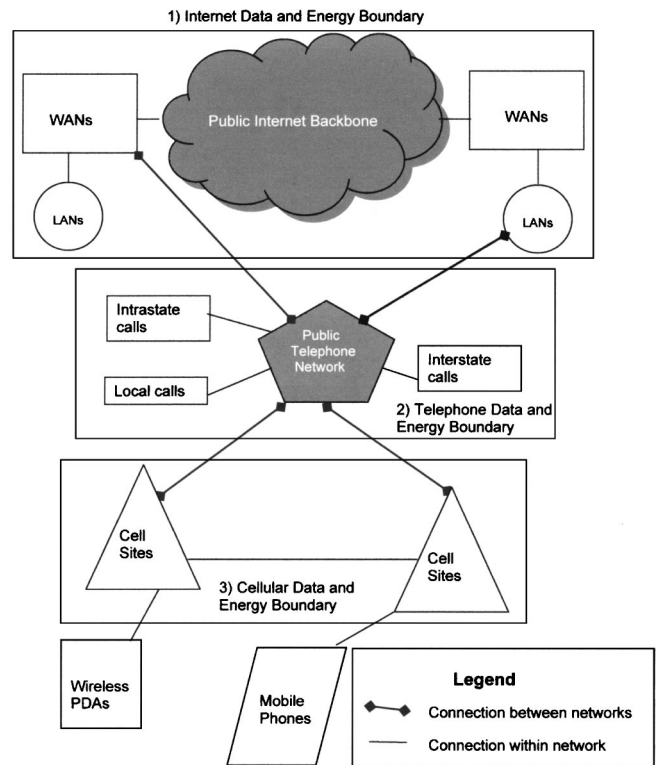 1) Internet Data and Energy Boundary
WANs
Public Internet Backbone
WANs
LANs
LANs
Intrastate
calls
Public
Telephone
Network
Interstate
calls
Local calls
2) Telephone Data and
Energy Boundary
Cell
Sites
Cell
Sites
3) Cellular Data and
Energy Boundary
Wireless
PDAs
Mobile
Phones
Legend
Connection between networks
Connection within network